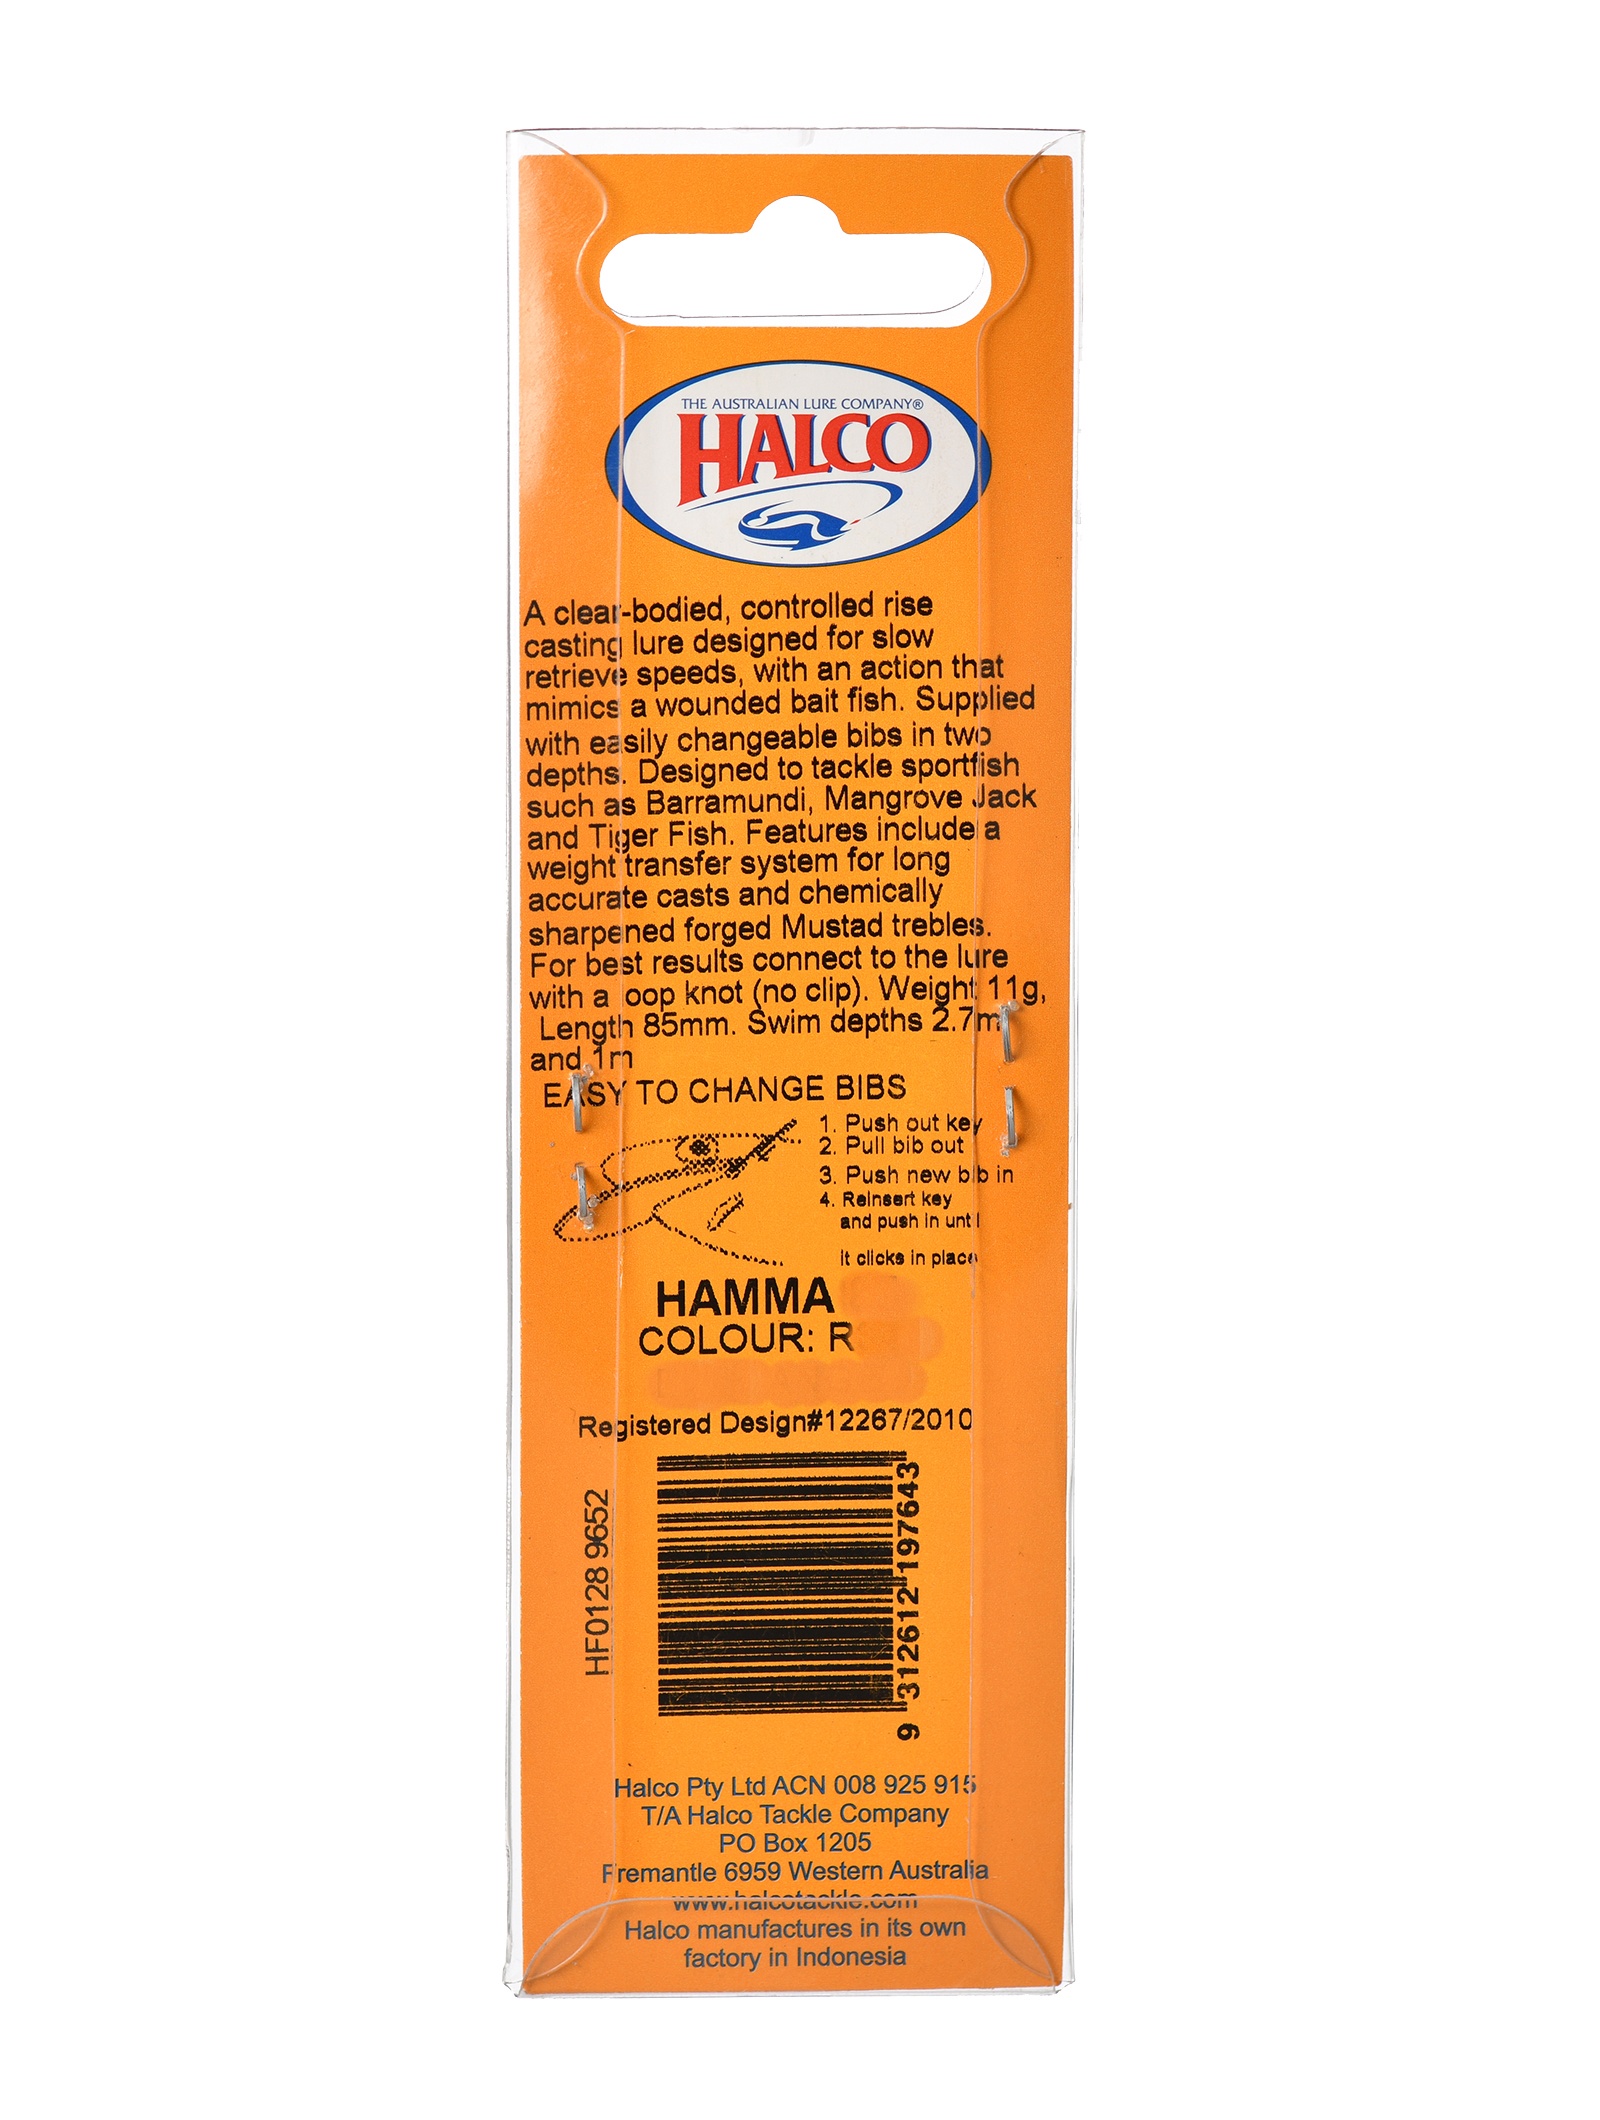 THE AUSTRALIAN LURE COMPANY®
HALCO
A clear-bodied, controlled rise
casting lure designed for slow
retrieve speeds, with an action that
mimics a wounded bait fish. Supplied
with easily changeable bibs in two
depths. Designed to tackle sportfish
such as Barramundi, Mangrove Jack
and Tiger Fish. Features include a
weight transfer system for long
accurate casts and chemically
sharpened forged Mustad trebles.
For best results connect to the lure
with a loop knot (no clip). Weight 11g,
Length 85mm. Swim depths 2.7m
and 1m
EASY TO CHANGE BIBS
1. Push out key
2. Pull bib out
3. Push new bib in
4. Reinsert key
and push in until
it clicks in place
HAMMA
COLOUR: R
Registered Design#12267/2010
HF0128 9652
9 312612 197643
Halco Pty Ltd ACN 008 925 915
T/A Halco Tackle Company
PO Box 1205
Fremantle 6959 Western Australia
www.halcotackle.com
Halco manufactures in its own
factory in Indonesia